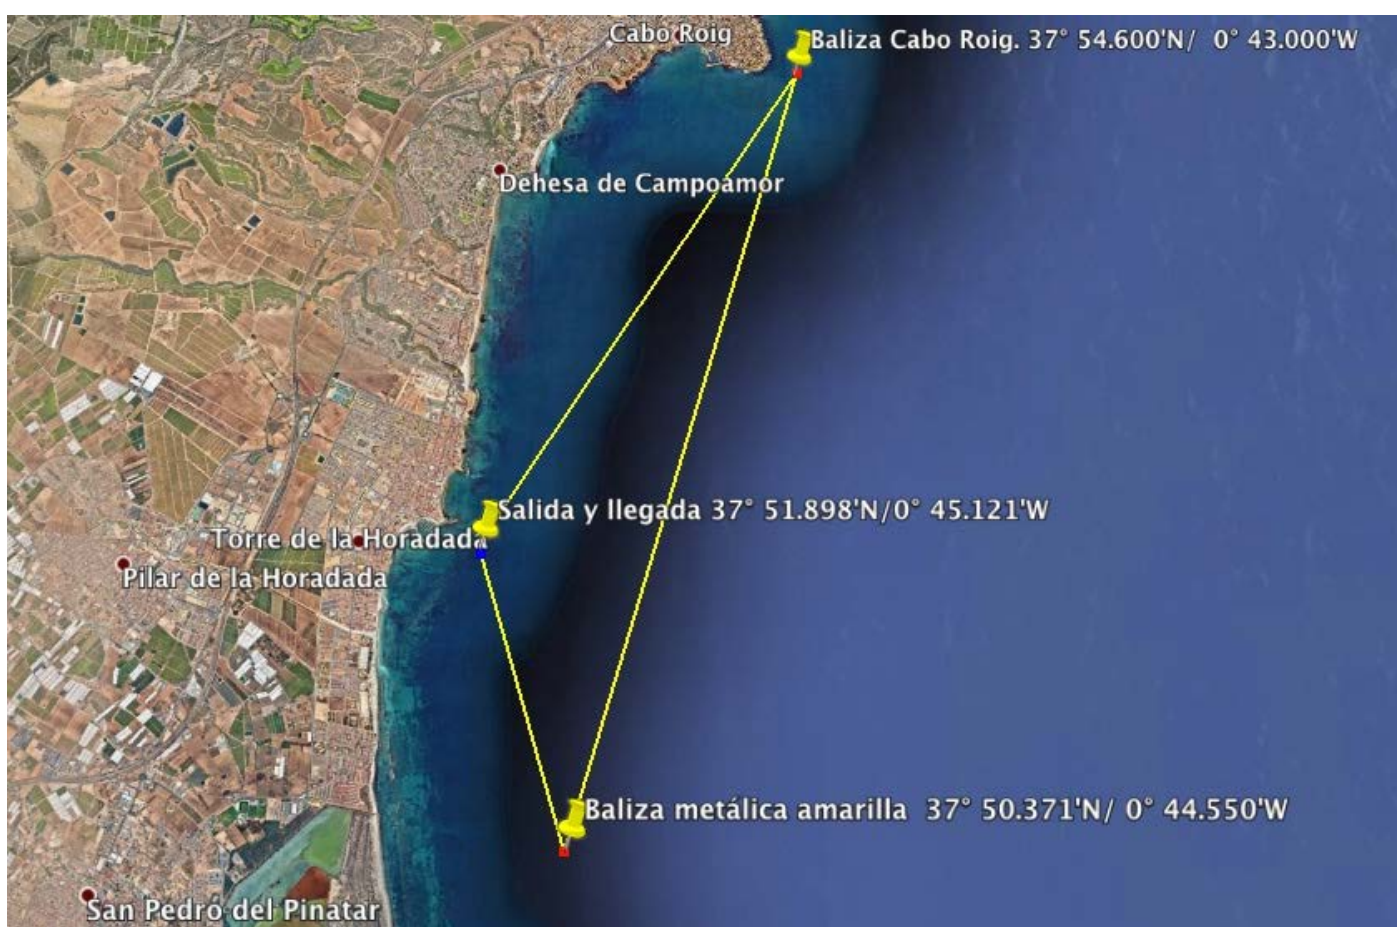 Cabo Roig
Baliza Cabo Roig. 37° 54.600'N/ 0° 43.000'W
Dehesa de Campoamor
Salida y llegada 37° 51.898'N/0° 45.121'W
Torre de la Horadada
Pilar de la Horadada
Baliza metálica amarilla 37° 50.371'N/ 0° 44.550'W
San Pedro del Pinatar